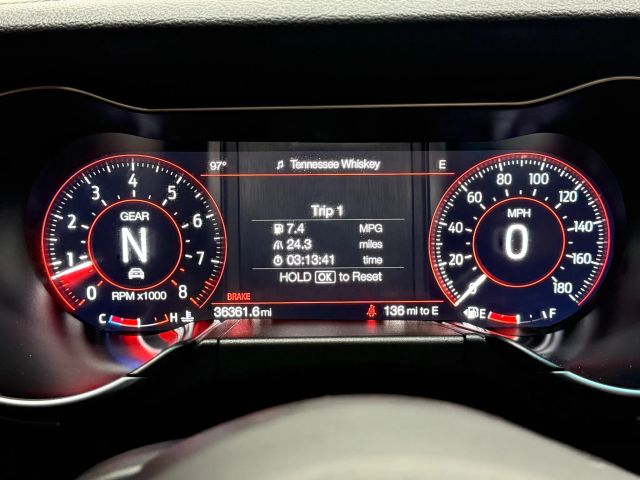 97° ♫ Tennessee Whiskey E
0 1 2 3 4 5 6 7 8
GEAR
N
RPM x1000
C H
Trip 1
7.4 MPG
24.3 miles
03:13:41 time
HOLD OK to Reset
BRAKE
36361.6 mi 136 mi to E
0 20 40 60 80 100 120 140 160 180
MPH
0
E F